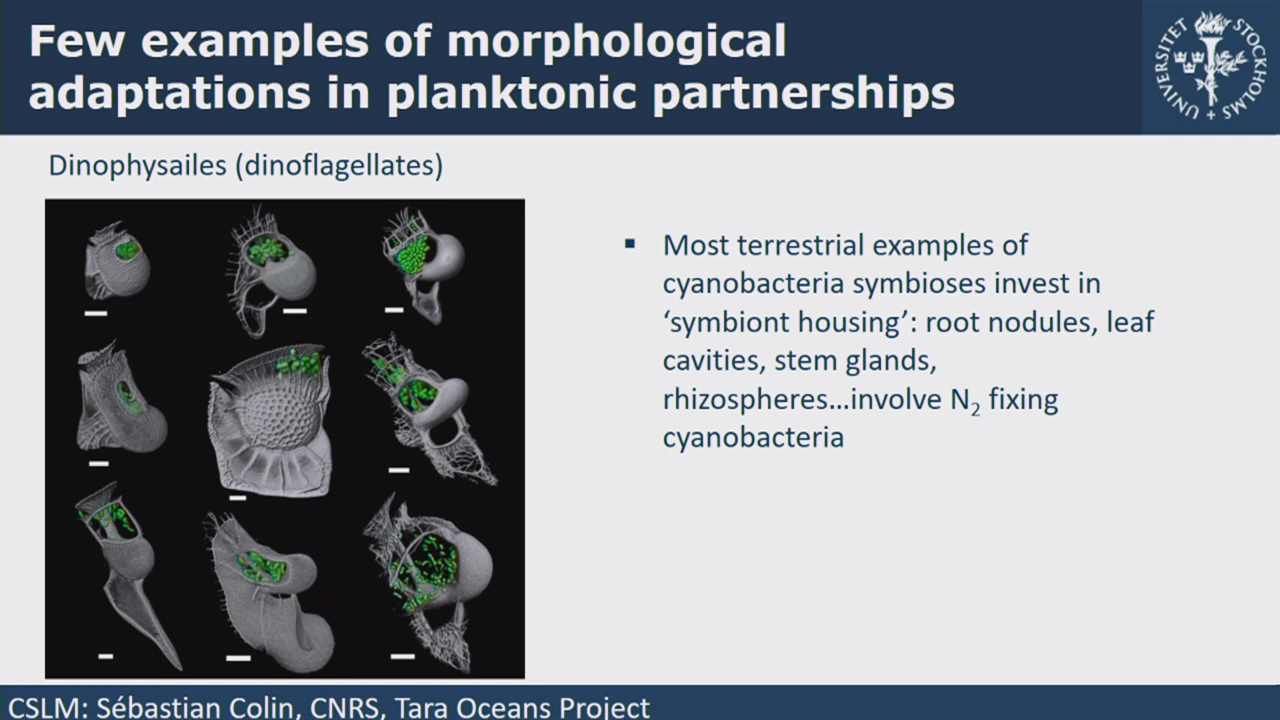 Few examples of morphological
adaptations in planktonic partnerships
STOCKHOLMS UNIVERSITET
Dinophysailes (dinoflagellates)
▪ Most terrestrial examples of
cyanobacteria symbioses invest in
‘symbiont housing’: root nodules, leaf
cavities, stem glands,
rhizospheres…involve N₂ fixing
cyanobacteria
CSLM: Sébastian Colin, CNRS, Tara Oceans Project